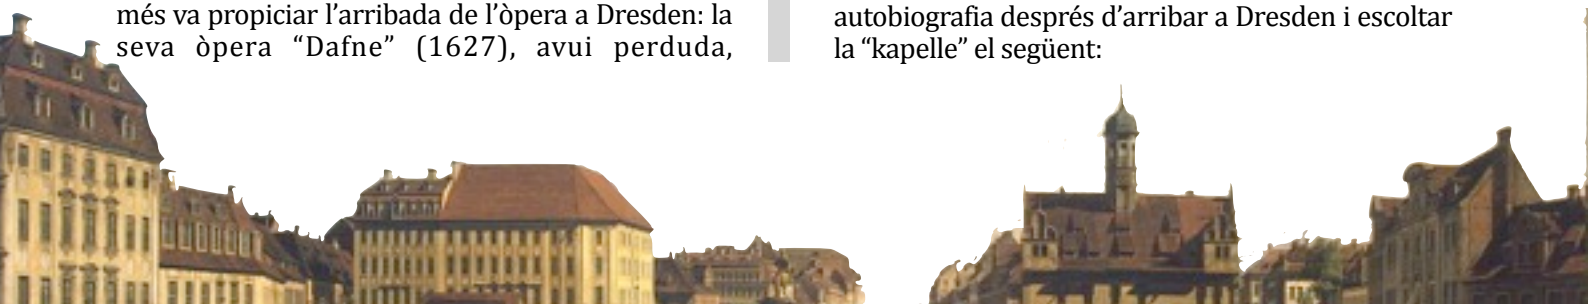 més va propiciar l’arribada de l’òpera a Dresden: la
seva òpera “Dafne” (1627), avui perduda,
autobiografia després d’arribar a Dresden i escoltar
la “kapelle” el següent: